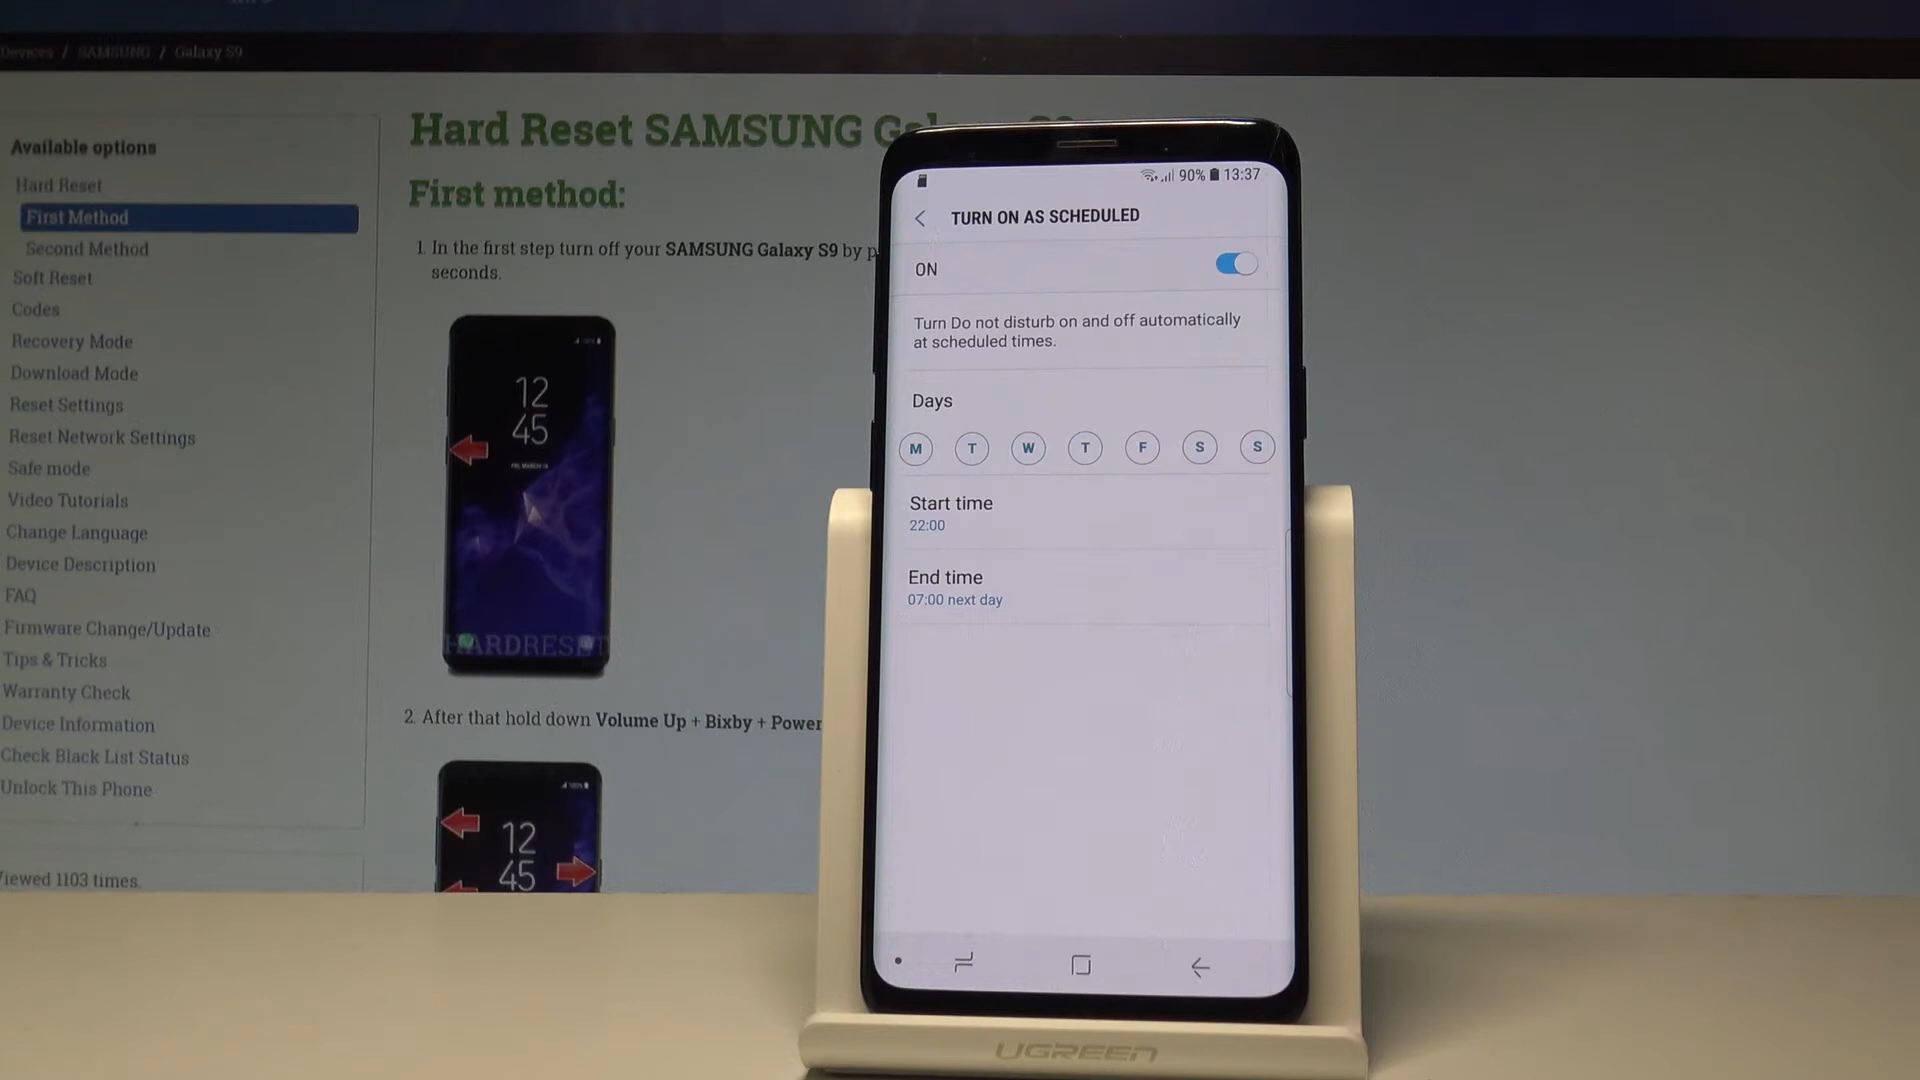 Devices / SAMSUNG / Galaxy S9
Available options
Hard Reset
First Method
Second Method
Soft Reset
Codes
Recovery Mode
Download Mode
Reset Settings
Reset Network Settings
Safe mode
Video Tutorials
Change Language
Device Description
FAQ
Firmware Change/Update
Tips & Tricks
Warranty Check
Device Information
Check Black List Status
Unlock This Phone
Viewed 1103 times.
Hard Reset SAMSUNG
First method:
1. In the first step turn off your SAMSUNG Galaxy S9 by
seconds.
12
45
HARDRESET
2. After that hold down Volume Up + Bixby + Power
100%
12
45
90% 13:37
TURN ON AS SCHEDULED
ON
Turn Do not disturb on and off automatically
at scheduled times.
Days
M T W T F S S
Start time
22:00
End time
07:00 next day
UGREEN